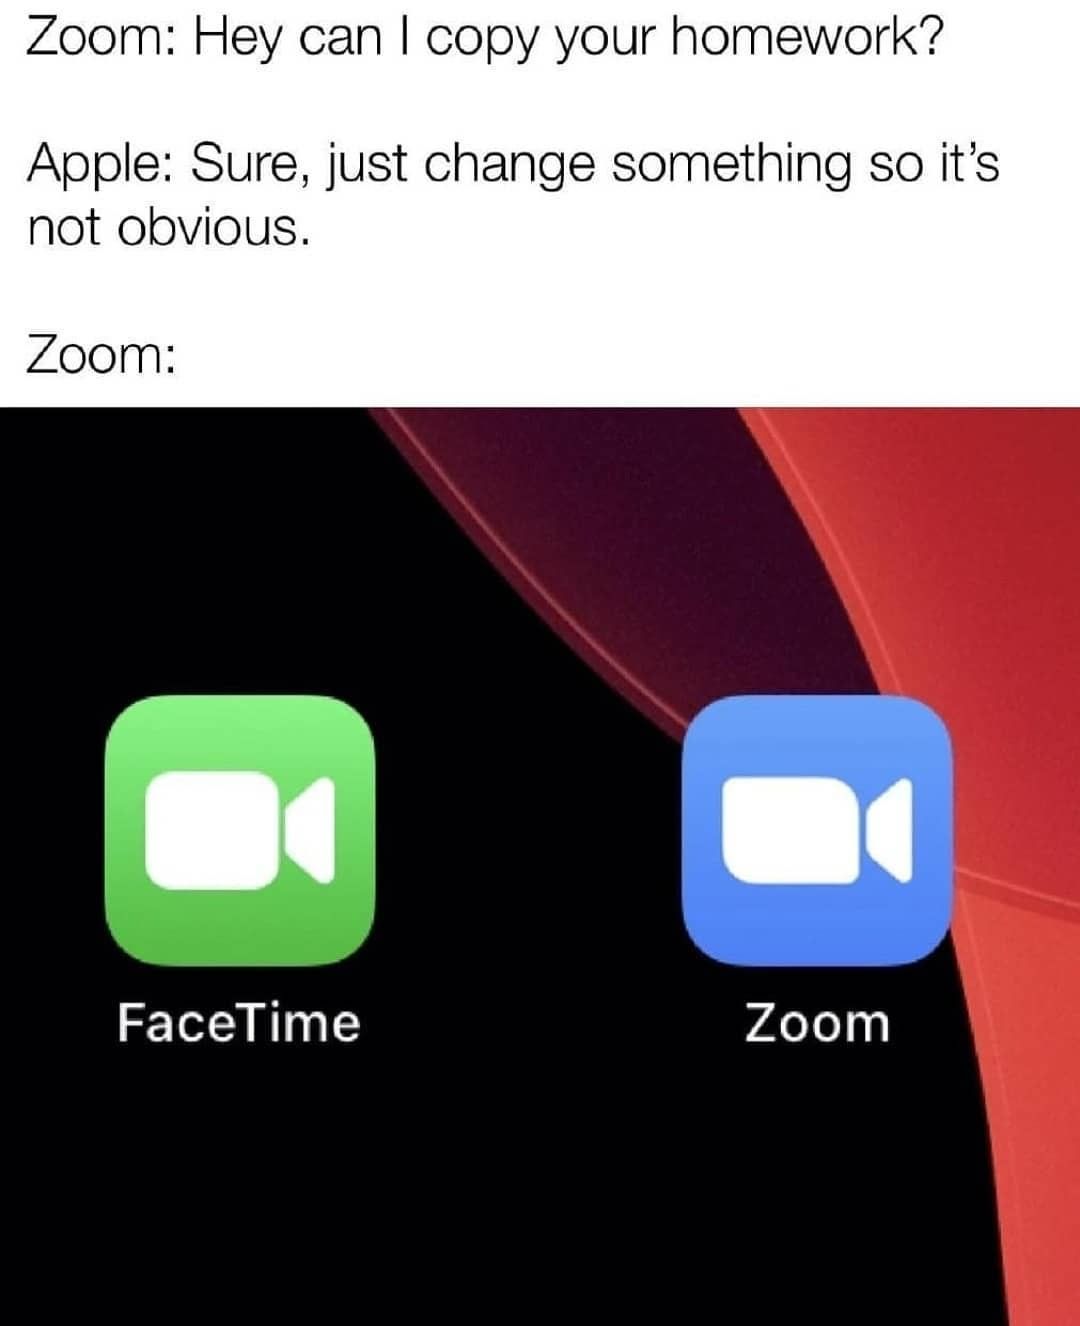 Zoom: Hey can I copy your homework?
Apple: Sure, just change something so it’s
not obvious.
Zoom:
FaceTime
Zoom